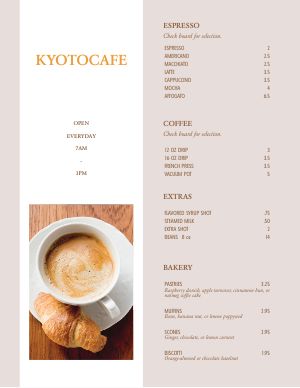 KYOTOCAFE
OPEN
EVERYDAY
7AM
-
3PM
ESPRESSO
Check board for selection.
ESPRESSO 2
AMERICANO 2.5
MACCHIATO 2.5
LATTE 3.5
CAPPUCCINO 3.5
MOCHA 4
AFFOGATO 6.5
COFFEE
Check board for selection.
12 OZ DRIP 3
16 OZ DRIP 3.5
FRENCH PRESS 3.5
VACUUM POT 5
EXTRAS
FLAVORED SYRUP SHOT .75
STEAMED MILK .50
EXTRA SHOT 2
BEANS 8 oz 14
BAKERY
PASTRIES 3.25
Raspberry danish, apple turnover, cinnamon bun, or
nutmeg coffee cake
MUFFINS 3.95
Bran, banana nut, or lemon poppyseed
SCONES 3.95
Ginger, chocolate, or lemon currant
BISCOTTI 1.95
Orange-almond or chocolate hazelnut